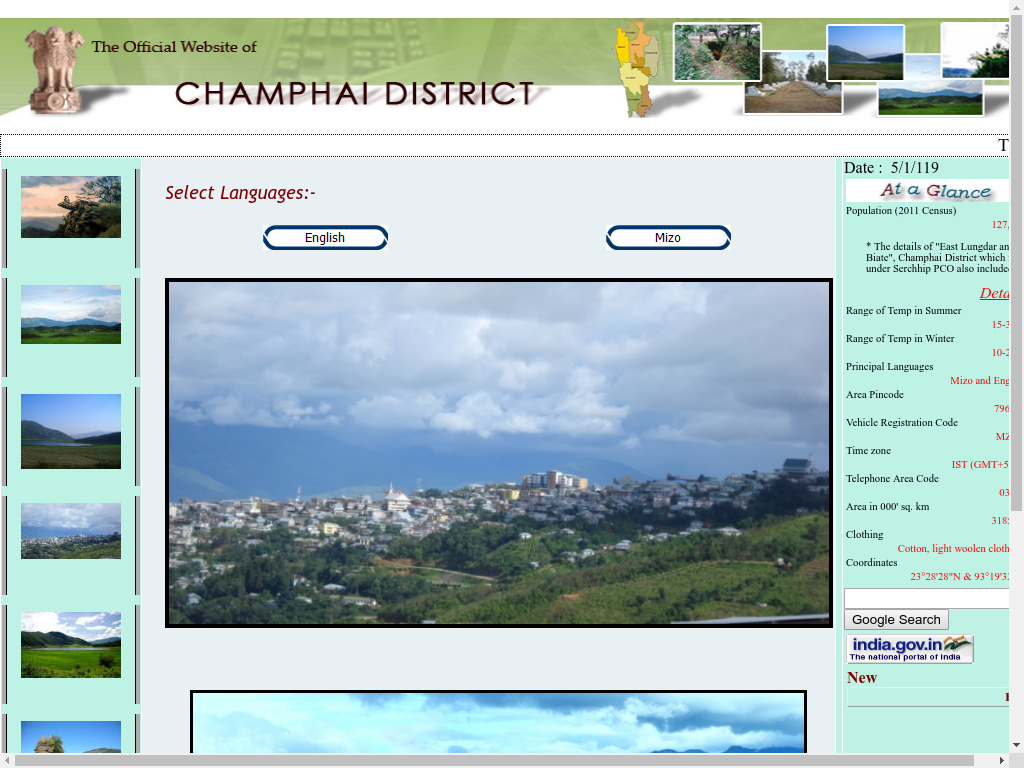 The Official Website of
CHAMPHAI DISTRICT
T
Select Languages:-
English
Mizo
Date : 5/1/119
At a Glance
Population (2011 Census)
127,
* The details of "East Lungdar an
Biate", Champhai District which
under Serchhip PCO also include
Deta
Range of Temp in Summer
15-3
Range of Temp in Winter
10-2
Principal Languages
Mizo and Eng
Area Pincode
796
Vehicle Registration Code
MZ
Time zone
IST (GMT+5
Telephone Area Code
03
Area in 000' sq. km
318
Clothing
Cotton, light woolen cloth
Coordinates
23°28'28"N & 93°19'3
Google Search
india.gov.in
The national portal of India
New